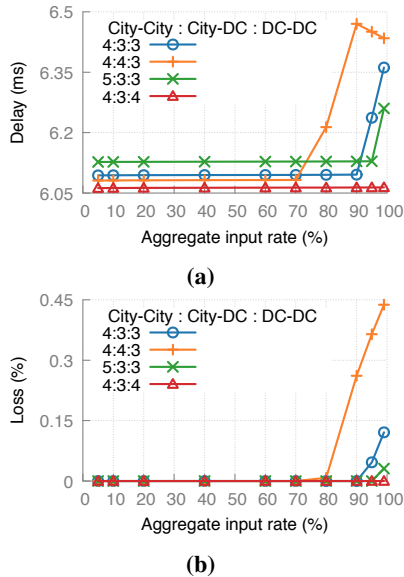 6.5
City-City : City-DC : DC-DC
4:3:3
4:4:3
5:3:3
4:3:4
6.35
6.2
6.05
Delay (ms)
0 10 20 30 40 50 60 70 80 90 100
Aggregate input rate (%)
(a)
0.45
City-City : City-DC : DC-DC
4:3:3
4:4:3
5:3:3
4:3:4
0.3
0.15
0
Loss (%)
0 10 20 30 40 50 60 70 80 90 100
Aggregate input rate (%)
(b)